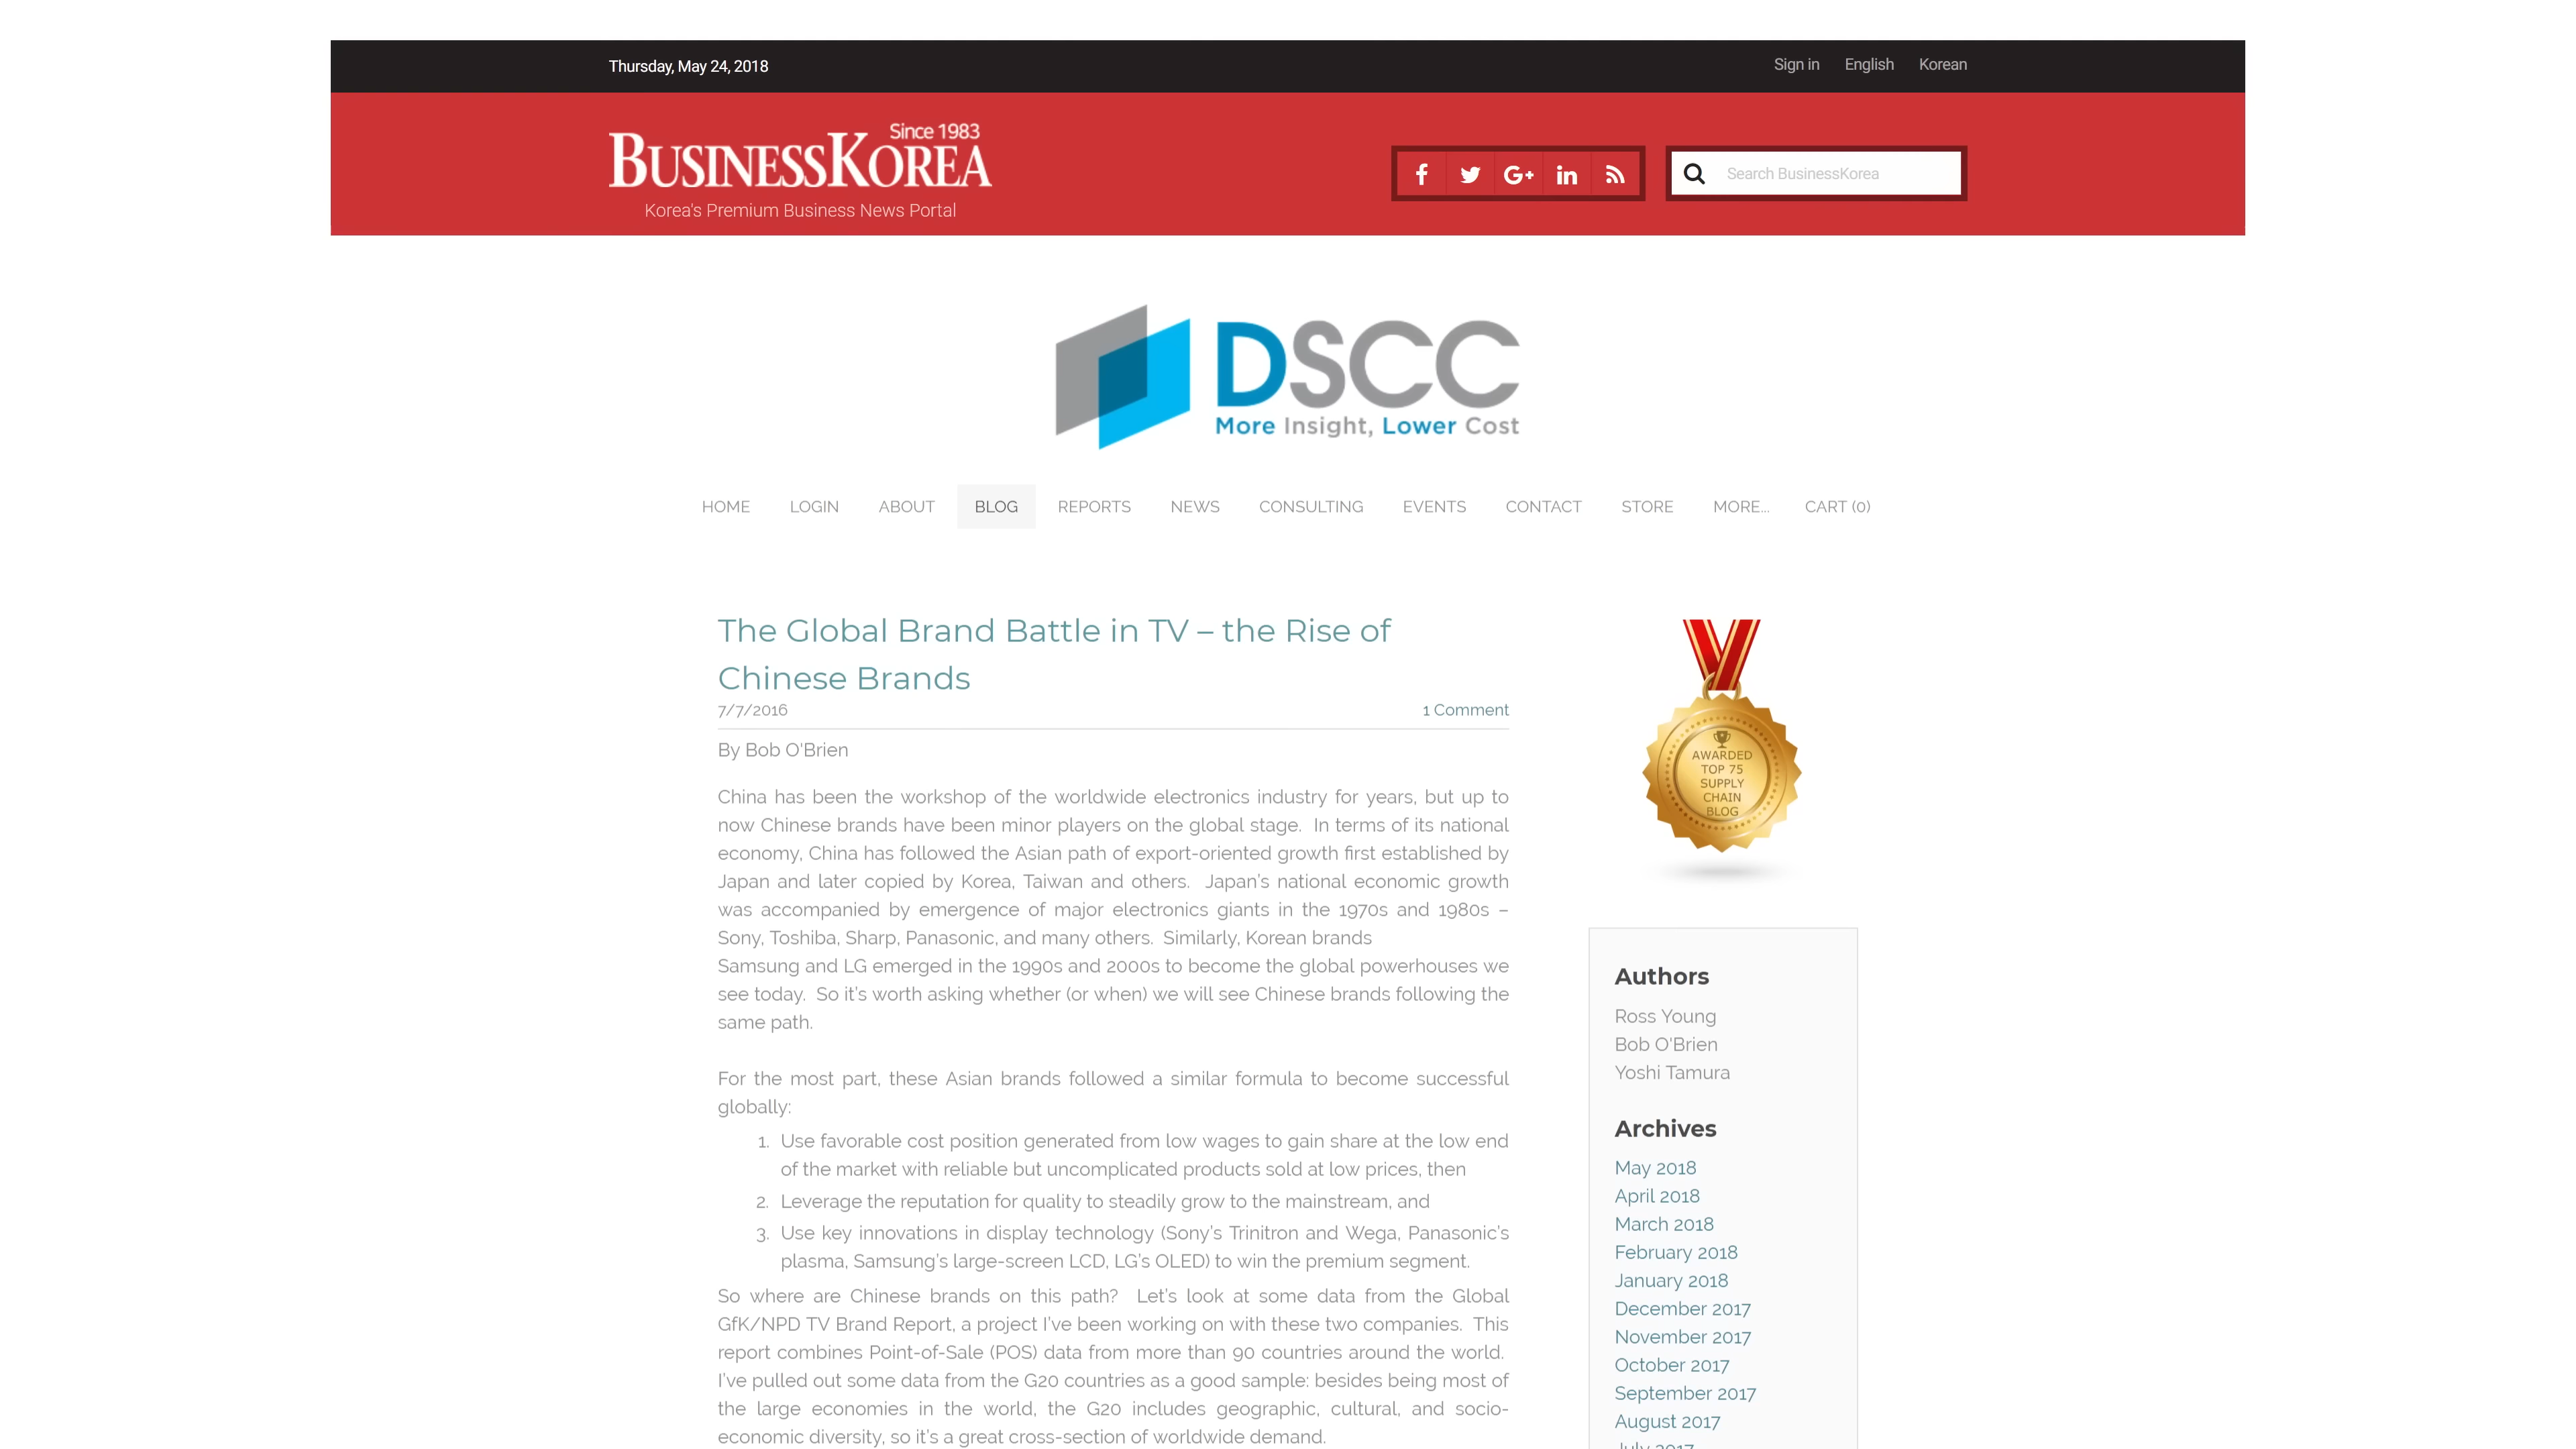 Thursday, May 24, 2018
Sign in English Korean
Since 1983
BUSINESSKOREA
Korea's Premium Business News Portal
Search BusinessKorea
DSCC
More Insight, Lower Cost
HOME LOGIN ABOUT BLOG REPORTS NEWS CONSULTING EVENTS CONTACT STORE MORE... CART (0)
The Global Brand Battle in TV – the Rise of
Chinese Brands
7/7/2016
1 Comment
By Bob O'Brien
China has been the workshop of the worldwide electronics industry for years, but up to
now Chinese brands have been minor players on the global stage. In terms of its national
economy, China has followed the Asian path of export-oriented growth first established by
Japan and later copied by Korea, Taiwan and others. Japan's national economic growth
was accompanied by emergence of major electronics giants in the 1970s and 1980s –
Sony, Toshiba, Sharp, Panasonic, and many others. Similarly, Korean brands
Samsung and LG emerged in the 1990s and 2000s to become the global powerhouses we
see today. So it's worth asking whether (or when) we will see Chinese brands following the
same path.
For the most part, these Asian brands followed a similar formula to become successful
globally:
1. Use favorable cost position generated from low wages to gain share at the low end
of the market with reliable but uncomplicated products sold at low prices, then
2. Leverage the reputation for quality to steadily grow to the mainstream, and
3. Use key innovations in display technology (Sony's Trinitron and Wega, Panasonic's
plasma, Samsung's large-screen LCD, LG's OLED) to win the premium segment.
So where are Chinese brands on this path? Let's look at some data from the Global
GfK/NPD TV Brand Report, a project I've been working on with these two companies. This
report combines Point-of-Sale (POS) data from more than 90 countries around the world.
I've pulled out some data from the G20 countries as a good sample: besides being most of
the large economies in the world, the G20 includes geographic, cultural, and socio-
economic diversity, so it's a great cross-section of worldwide demand.
AWARDED
TOP 75
SUPPLY
CHAIN
BLOG
Authors
Ross Young
Bob O'Brien
Yoshi Tamura
Archives
May 2018
April 2018
March 2018
February 2018
January 2018
December 2017
November 2017
October 2017
September 2017
August 2017
July 2017